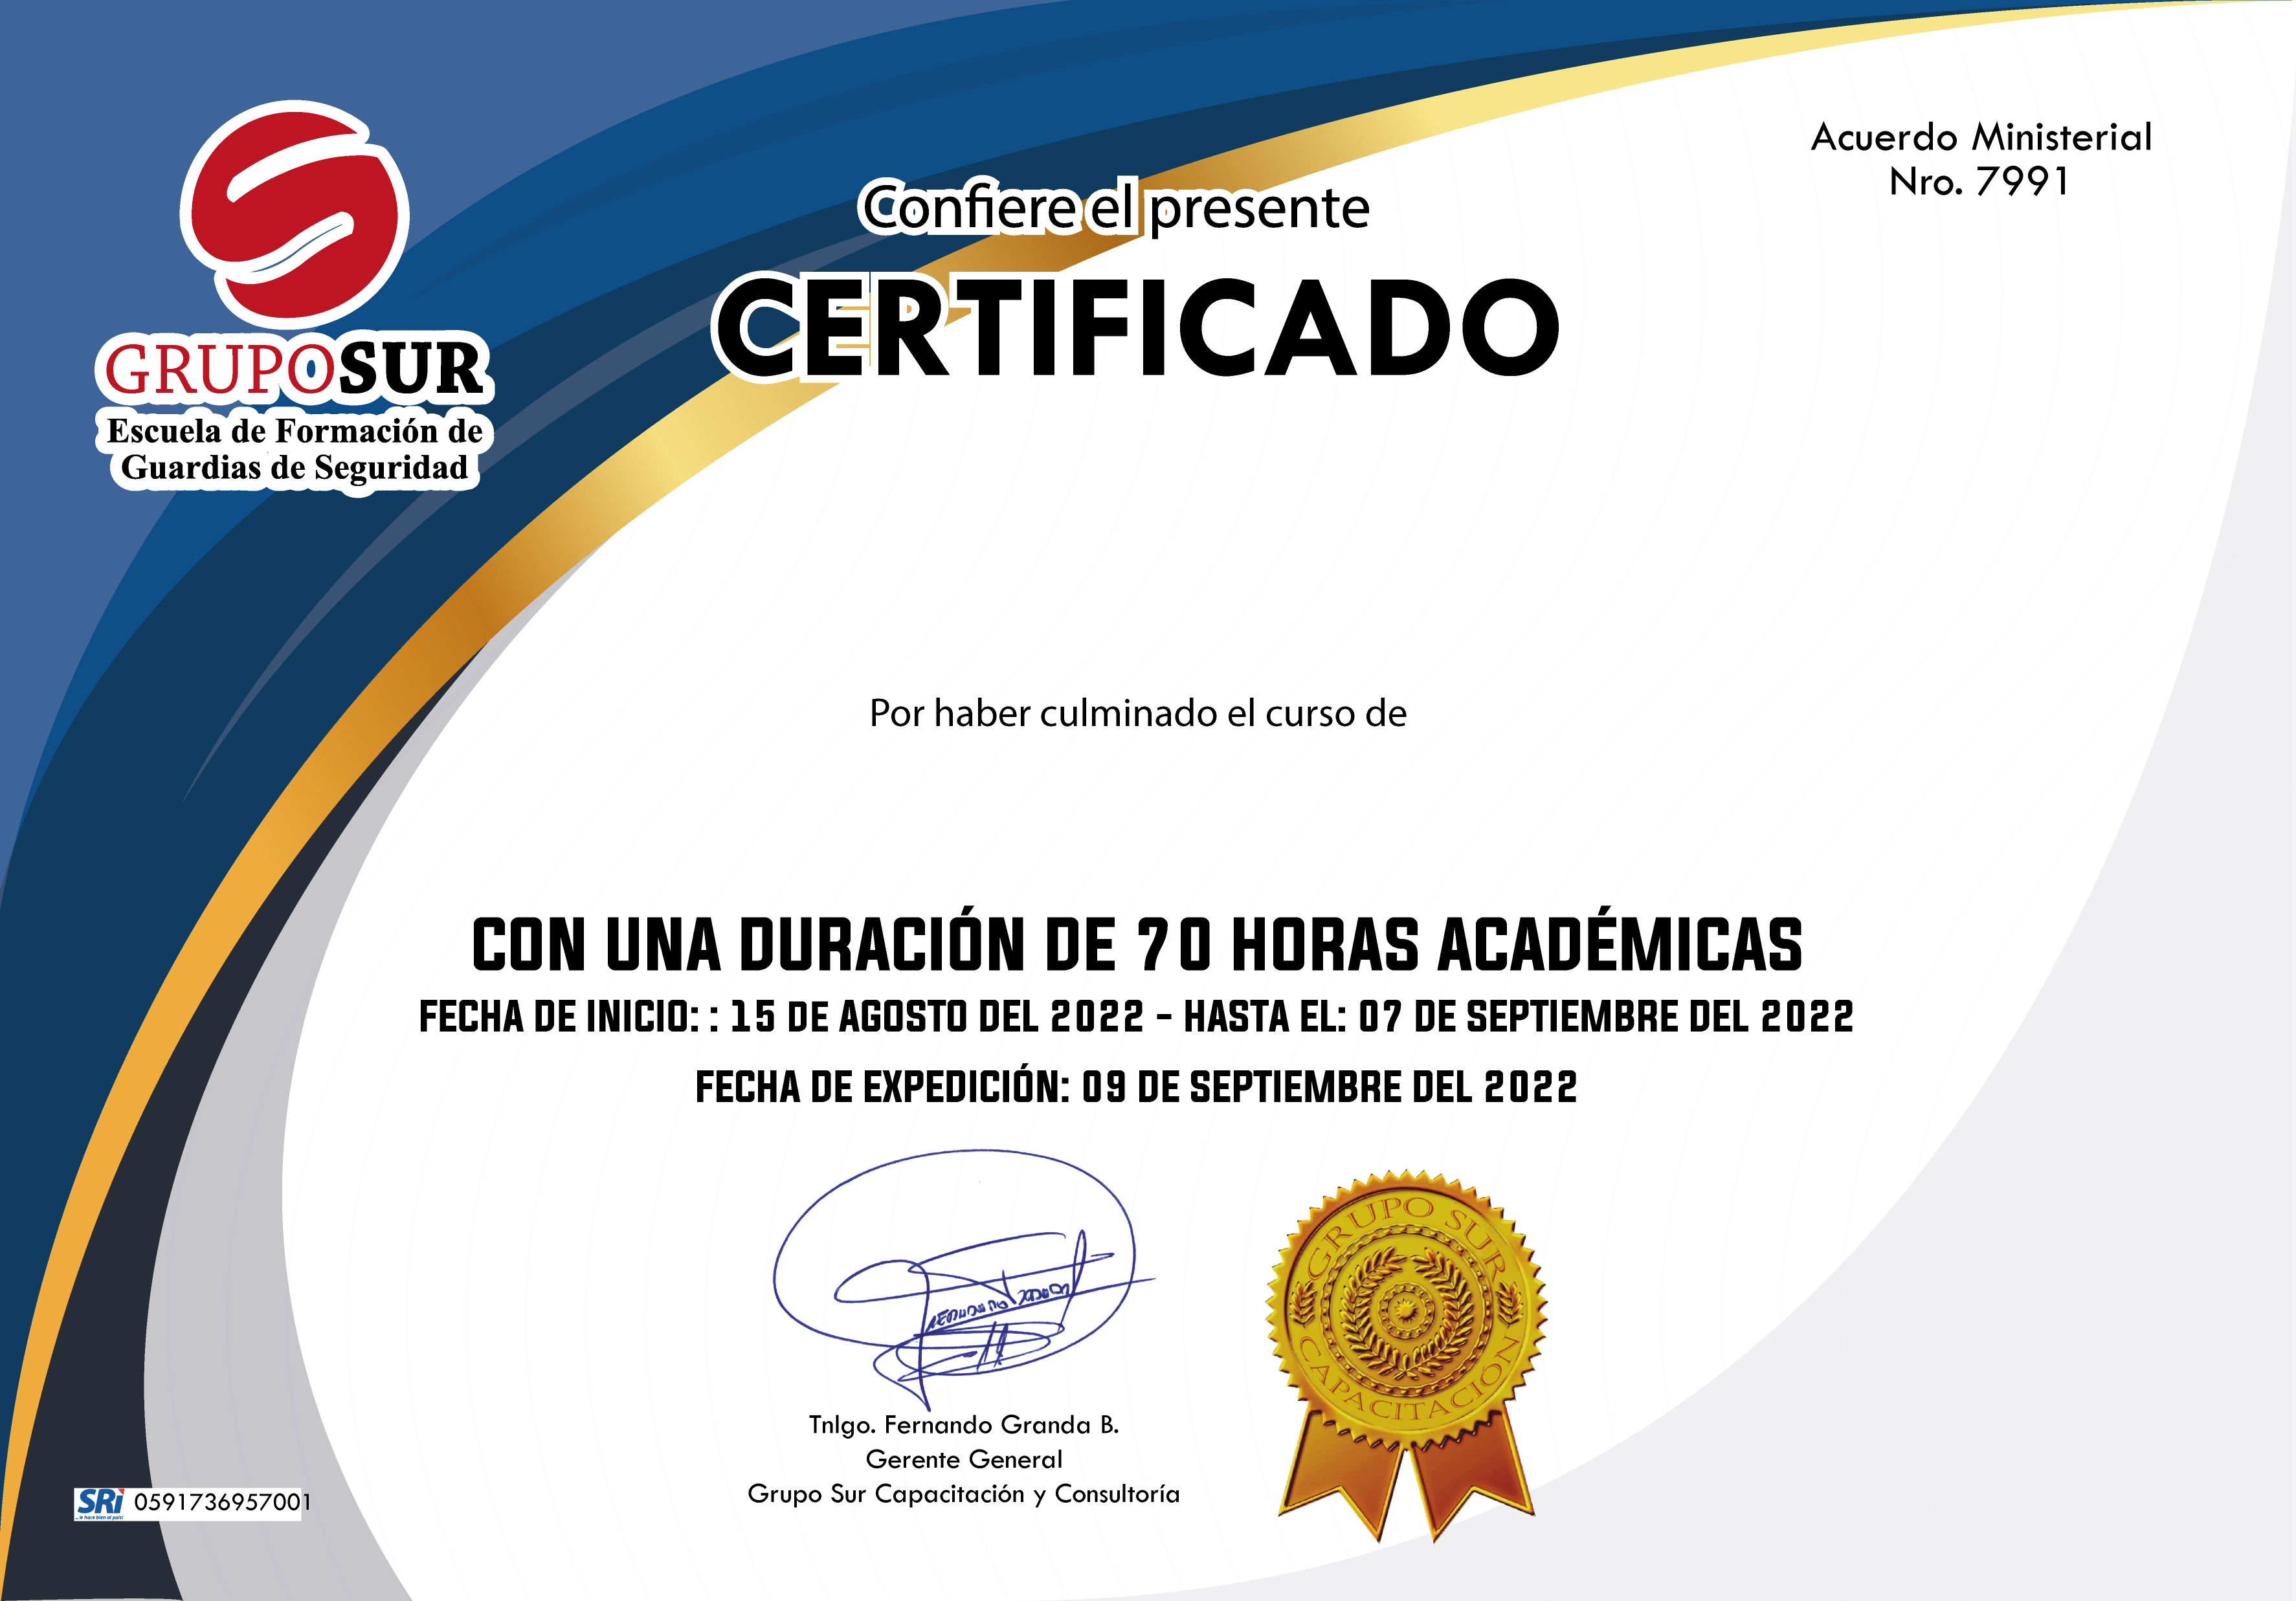 Acuerdo Ministerial
Nro. 7991
Confiere el presente
CERTIFICADO
GRUPOSUR
Escuela de Formación de
Guardias de Seguridad
Por haber culminado el curso de
CON UNA DURACIÓN DE 70 HORAS ACADÉMICAS
FECHA DE INICIO: : 15 DE AGOSTO DEL 2022 - HASTA EL: 07 DE SEPTIEMBRE DEL 2022
FECHA DE EXPEDICIÓN: 09 DE SEPTIEMBRE DEL 2022
GRUPO SUR
CAPACITACIÓN
Tnlgo. Fernando Granda B.
Gerente General
Grupo Sur Capacitación y Consultoría
SRi 0591736957001
...le hace bien al país!